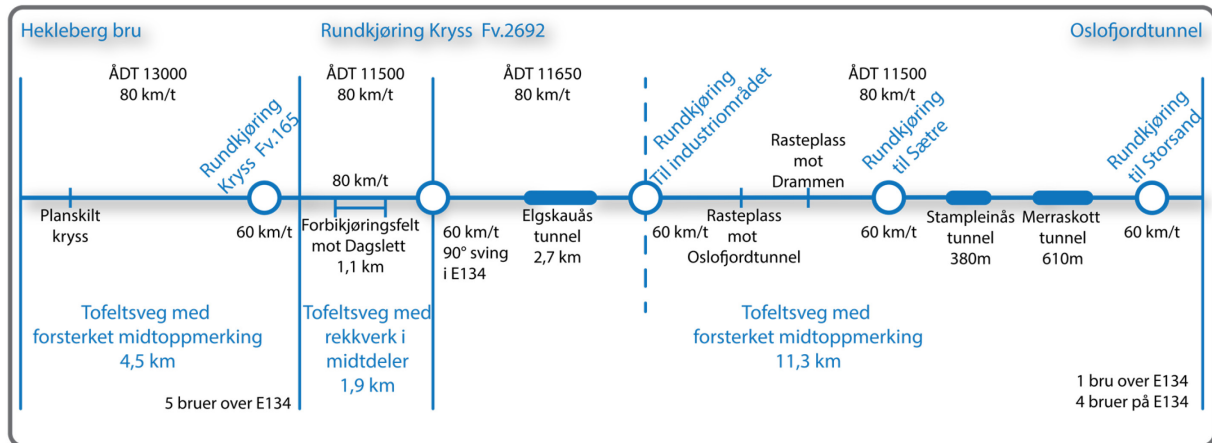 Hekleberg bru
Rundkjøring Kryss Fv.2692
Oslofjordtunnel
ÅDT 13000
80 km/t
ÅDT 11500
80 km/t
ÅDT 11650
80 km/t
ÅDT 11500
80 km/t
Rundkjøring
Kryss Fv.165
Rundkjøring
Til industriområdet
Rasteplass
mot
Drammen
Rundkjøring
til Sætre
Rundkjøring
til Storsand
80 km/t
Planskilt
kryss
60 km/t
Forbikjøringsfelt
mot Dagslett
1,1 km
60 km/t
90° sving
i E134
Elgskauås
tunnel
2,7 km
60 km/t
Rasteplass
mot
Oslofjordtunnel
60 km/t
Stampleinås
tunnel
380m
Merraskott
tunnel
610m
60 km/t
Tofeltsveg med
forsterket midtoppmerking
4,5 km
Tofeltsveg med
rekkverk i
midtdeler
1,9 km
Tofeltsveg med
forsterket midtoppmerking
11,3 km
5 bruer over E134
1 bru over E134
4 bruer på E134